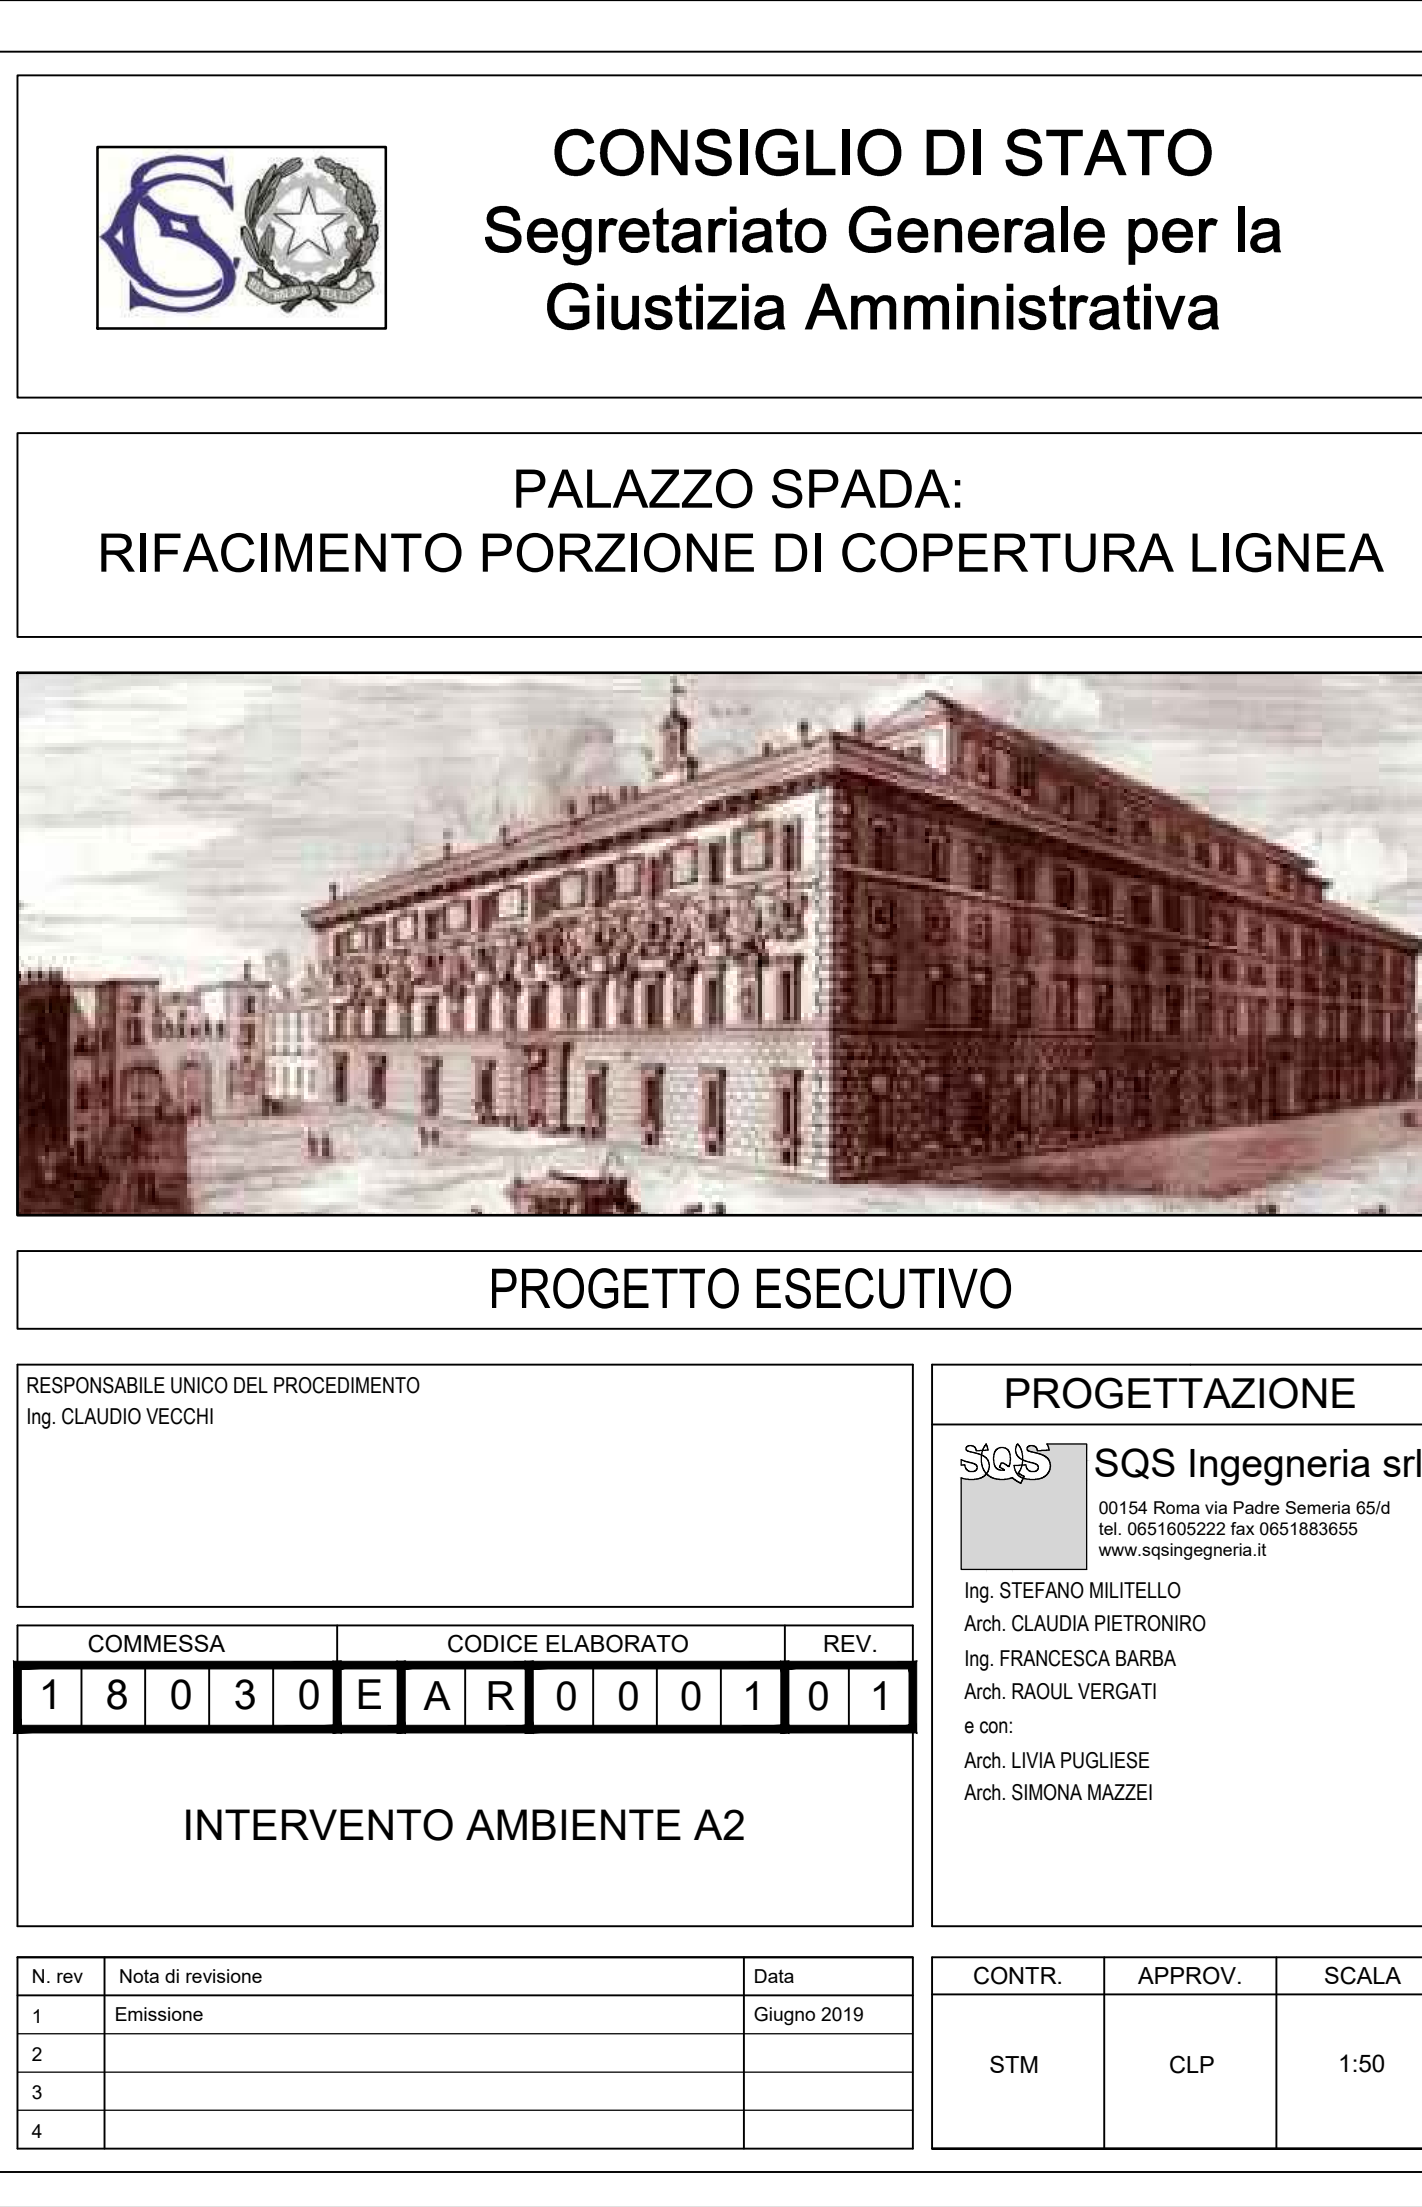 CONSIGLIO DI STATO
Segretariato Generale per la
Giustizia Amministrativa
REPUBBLICA ITALIANA
PALAZZO SPADA:
RIFACIMENTO PORZIONE DI COPERTURA LIGNEA
PROGETTO ESECUTIVO
RESPONSABILE UNICO DEL PROCEDIMENTO
Ing. CLAUDIO VECCHI
PROGETTAZIONE
SQS
SQS Ingegneria srl
00154 Roma via Padre Semeria 65/d
tel. 0651605222 fax 0651883655
www.sqsingegneria.it
Ing. STEFANO MILITELLO
Arch. CLAUDIA PIETRONIRO
Ing. FRANCESCA BARBA
Arch. RAOUL VERGATI
e con:
Arch. LIVIA PUGLIESE
Arch. SIMONA MAZZEI
COMMESSA CODICE ELABORATO REV.
1 8 0 3 0 E A R 0 0 0 1 0 1
INTERVENTO AMBIENTE A2
N. rev Nota di revisione Data
1 Emissione Giugno 2019
2
3
4
CONTR. APPROV. SCALA
STM CLP 1:50